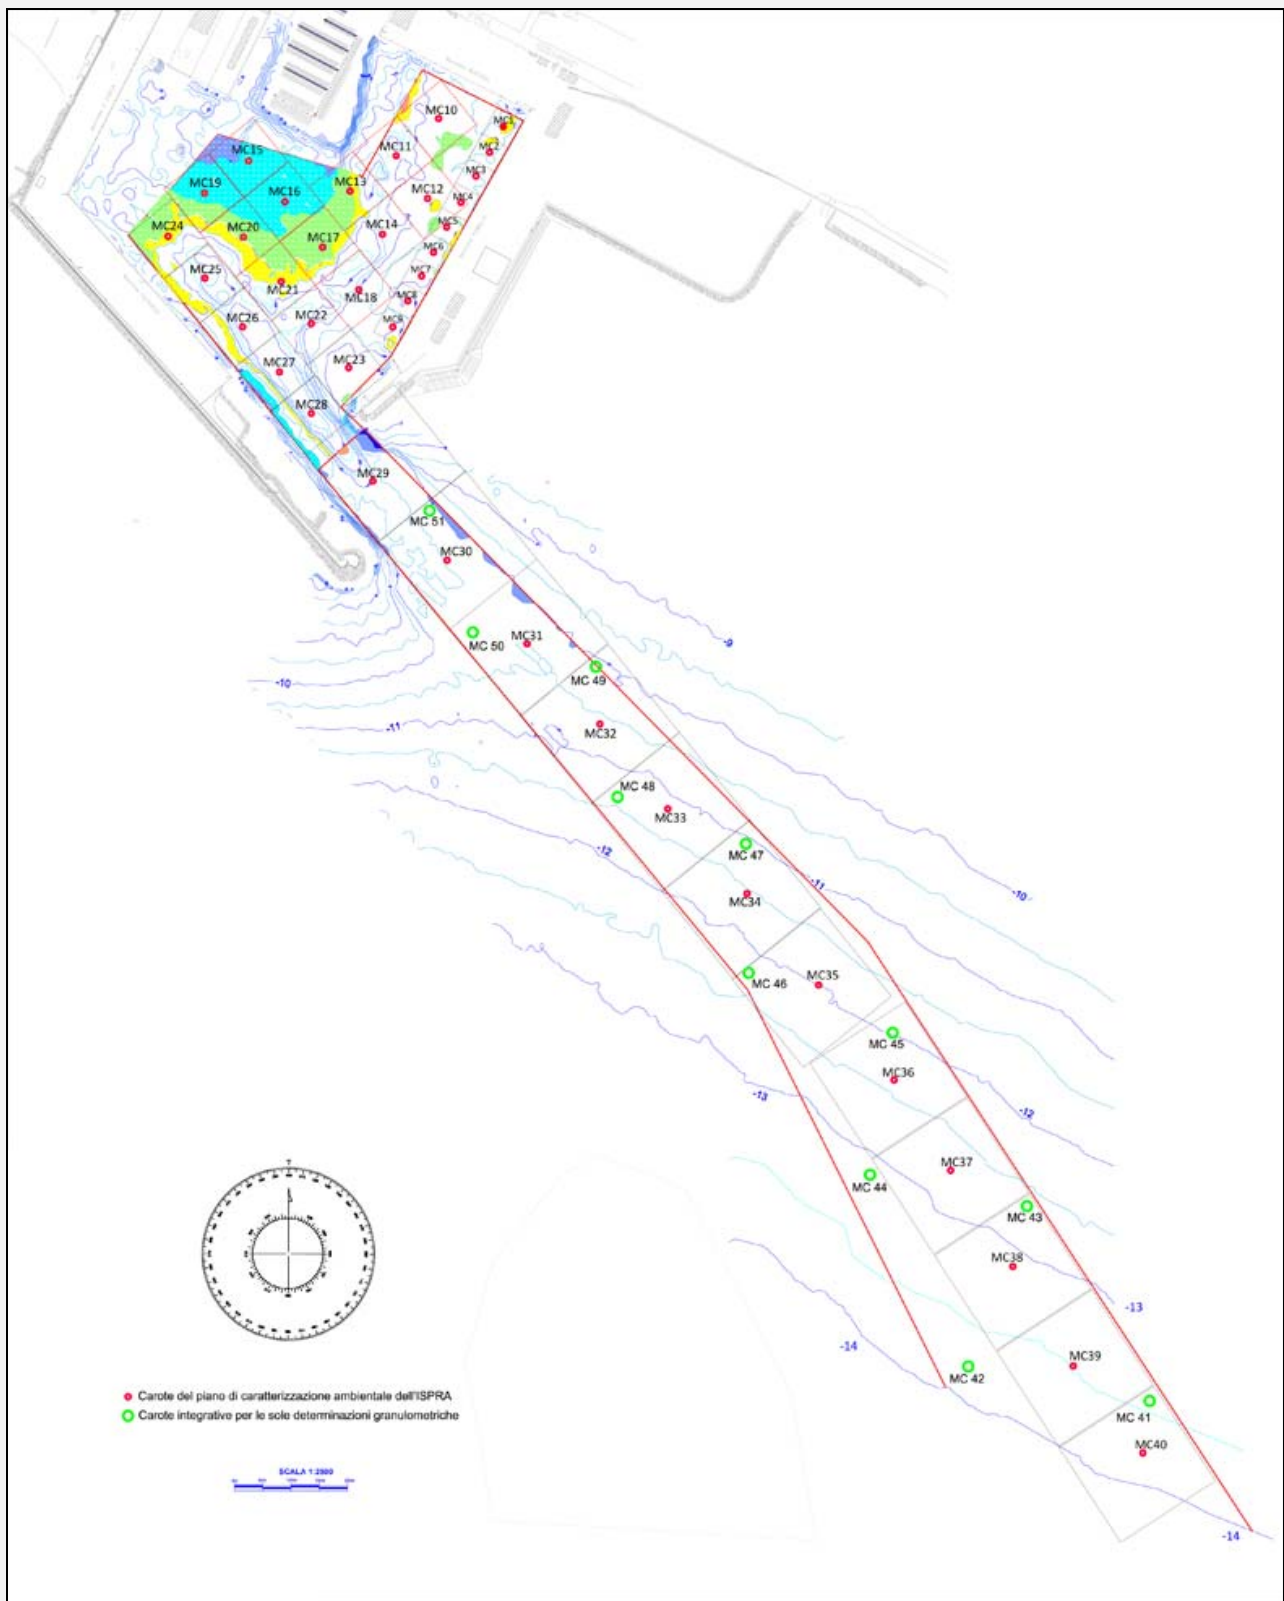 MC10
MC1
MC2
MC11
MC15
MC3
MC13
MC19
MC16
MC12
MC4
MC24
MC20
MC14
MC5
MC17
MC6
MC25
MC7
MC21
MC18
MC8
MC26
MC22
MC9
MC27
MC23
MC28
MC29
MC 51
MC30
MC31
MC 50
-9
MC 49
-10
-11
MC32
MC 48
MC33
-12
MC 47
-11
-10
MC34
MC35
MC 46
MC 45
MC36
-13
-12
MC37
MC 44
MC 43
MC38
-13
-14
MC39
MC 42
MC 41
MC40
-14
Carote del piano di caratterizzazione ambientale dell'ISPRA
Carote integrative per le sole determinazioni granulometriche